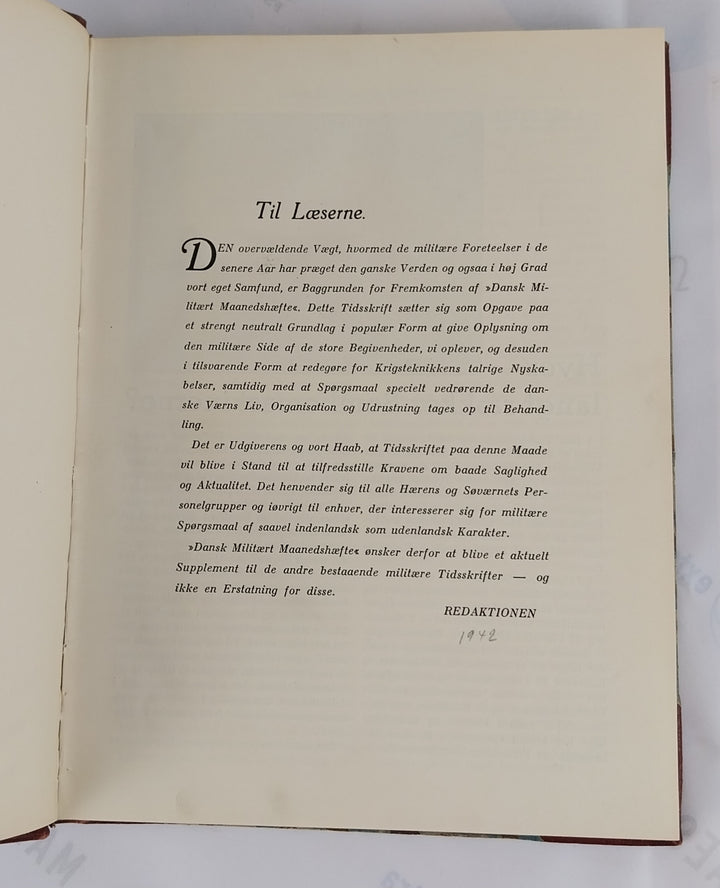 Til Læserne.
DEN overvældende Vægt, hvormed de militære Foreteelser i de
senere Aar har præget den ganske Verden og ogsaa i høj Grad
vort eget Samfund, er Baggrunden for Fremkomsten af »Dansk Mi-
litært Maanedshæfte«. Dette Tidsskrift sætter sig som Opgave paa
et strengt neutralt Grundlag i populær Form at give Oplysning om
den militære Side af de store Begivenheder, vi oplever, og desuden
i tilsvarende Form at redegøre for Krigsteknikkens talrige Nyska-
belser, samtidig med at Spørgsmaal specielt vedrørende de dan-
ske Værns Liv, Organisation og Udrustning tages op til Behand-
ling.
Det er Udgiverens og vort Haab, at Tidsskriftet paa denne Maade
vil blive i Stand til at tilfredsstille Kravene om baade Saglighed
og Aktualitet. Det henvender sig til alle Hærens og Søværnets Per-
sonelgrupper og iøvrigt til enhver, der interesserer sig for militære
Spørgsmaal af saavel indenlandsk som udenlandsk Karakter.
»Dansk Militært Maanedshæfte« ønsker derfor at blive et aktuelt
Supplement til de andre bestaaende militære Tidsskrifter — og
ikke en Erstatning for disse.
REDAKTIONEN
1942